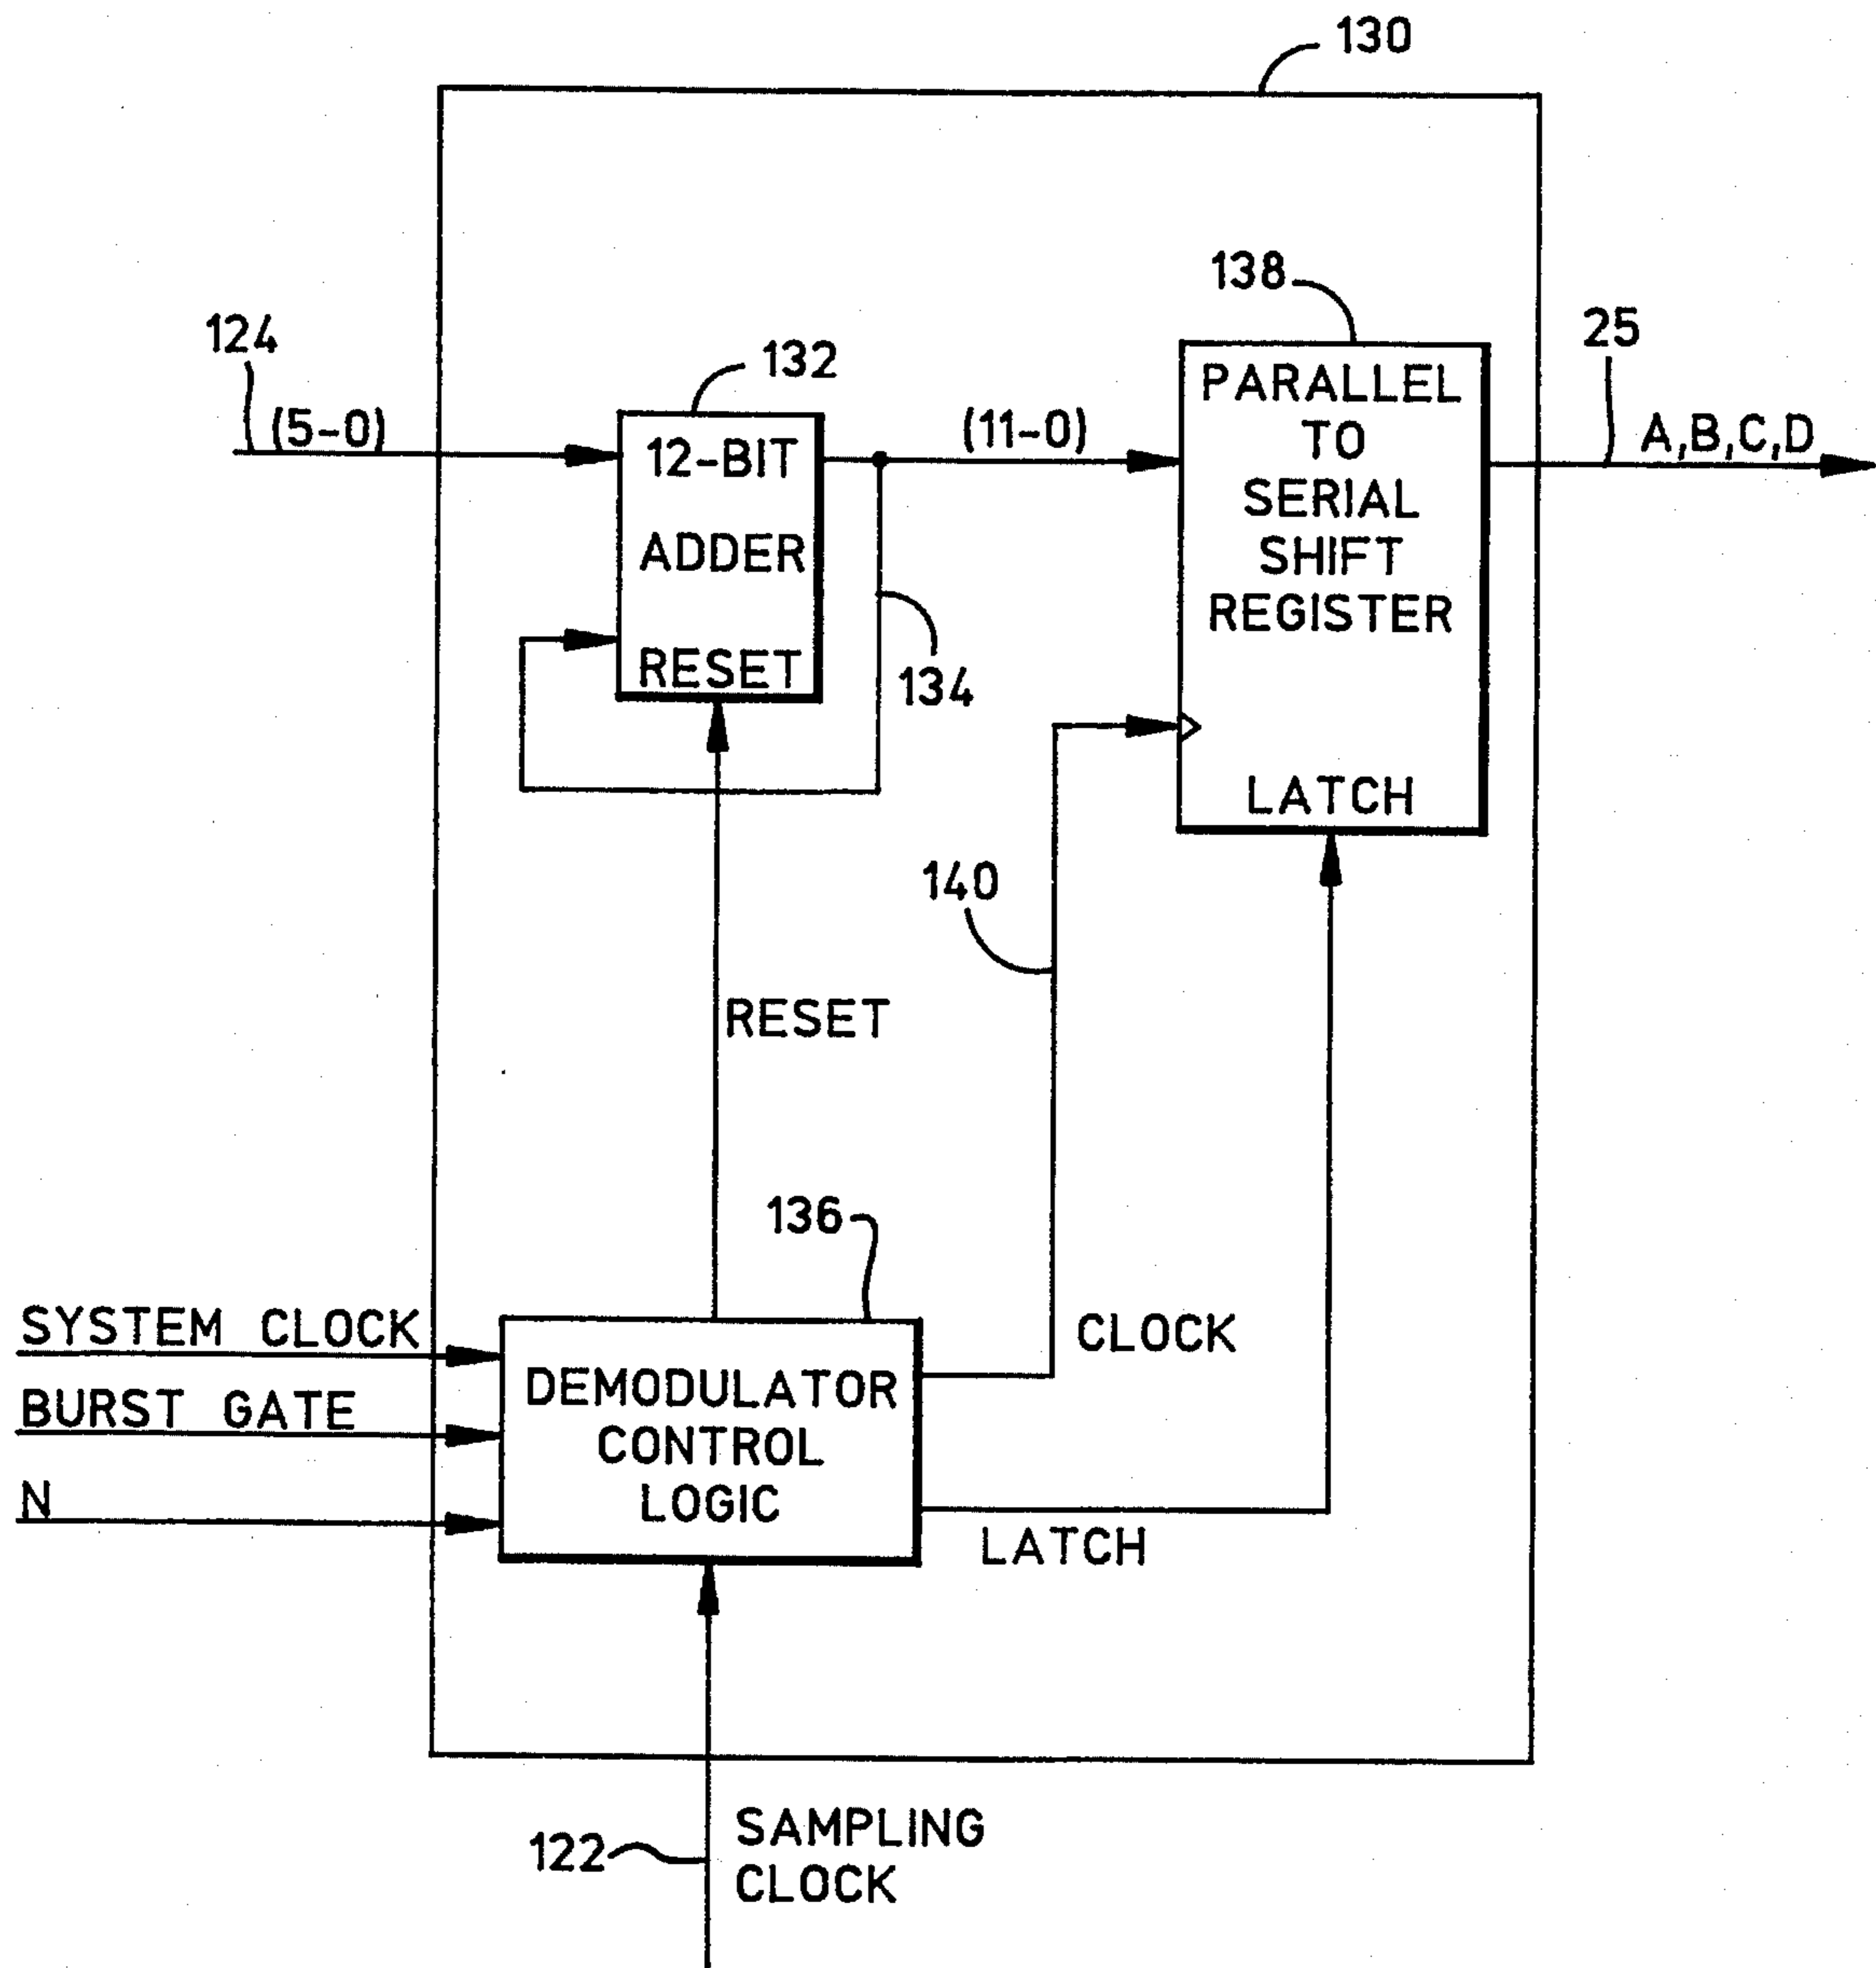 130
138
124
132
25
(5-0)
(11-0)
A,B,C,D
12-BIT
ADDER
RESET
PARALLEL
TO
SERIAL
SHIFT
REGISTER
LATCH
134
140
RESET
136
SYSTEM CLOCK
BURST GATE
N
DEMODULATOR
CONTROL
LOGIC
CLOCK
LATCH
122
SAMPLING
CLOCK